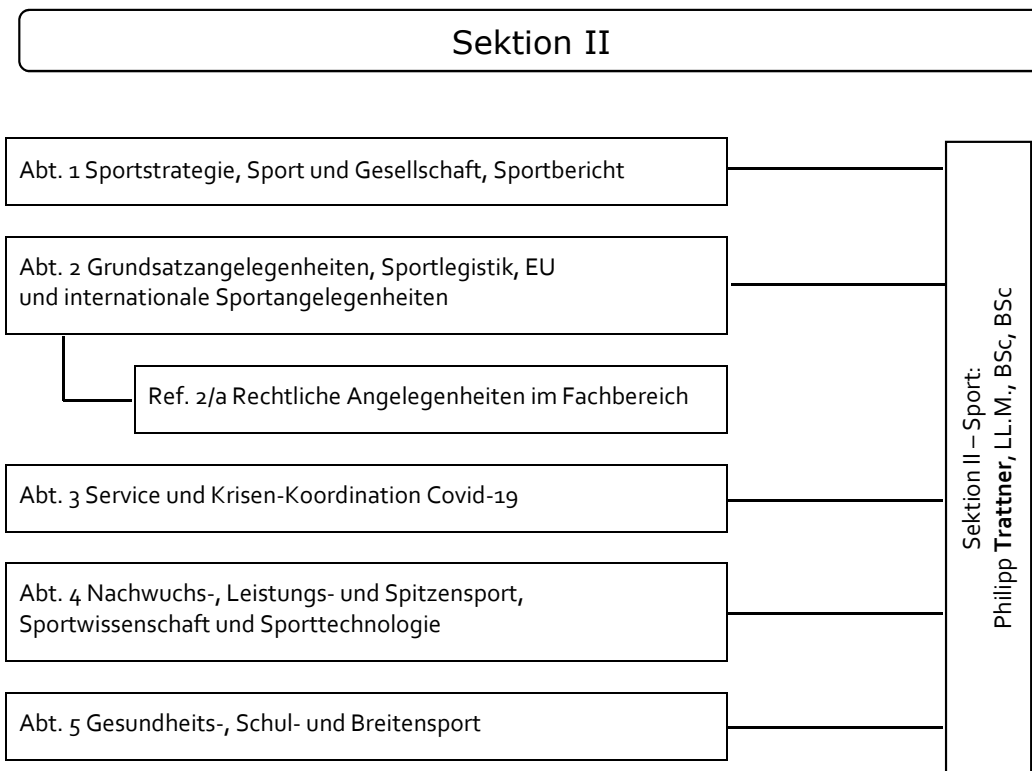 Sektion II
Abt. 1 Sportstrategie, Sport und Gesellschaft, Sportbericht
Abt. 2 Grundsatzangelegenheiten, Sportlegistik, EU
und internationale Sportangelegenheiten
Ref. 2/a Rechtliche Angelegenheiten im Fachbereich
Abt. 3 Service und Krisen-Koordination Covid-19
Abt. 4 Nachwuchs-, Leistungs- und Spitzensport,
Sportwissenschaft und Sporttechnologie
Abt. 5 Gesundheits-, Schul- und Breitensport
Sektion II – Sport:
Philipp Trattner, LL.M., BSc, BSc